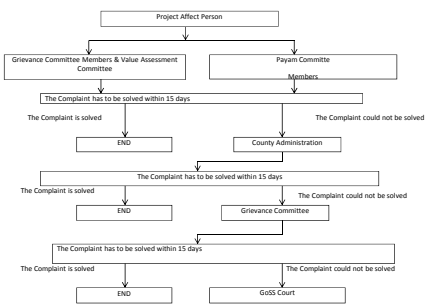 Project Affect Person
Grievance Committee Members & Value Assessment
Committee
Payam Committe
Members
The Complaint has to be solved within 15 days
The Complaint is solved
The Complaint could not be solved
END
County Administration
The Complaint has to be solved within 15 days
The Complaint is solved
The Complaint could not be solved
END
Grievance Committee
The Complaint has to be solved within 15 days
The Complaint is solved
The Complaint could not be solved
END
GoSS Court